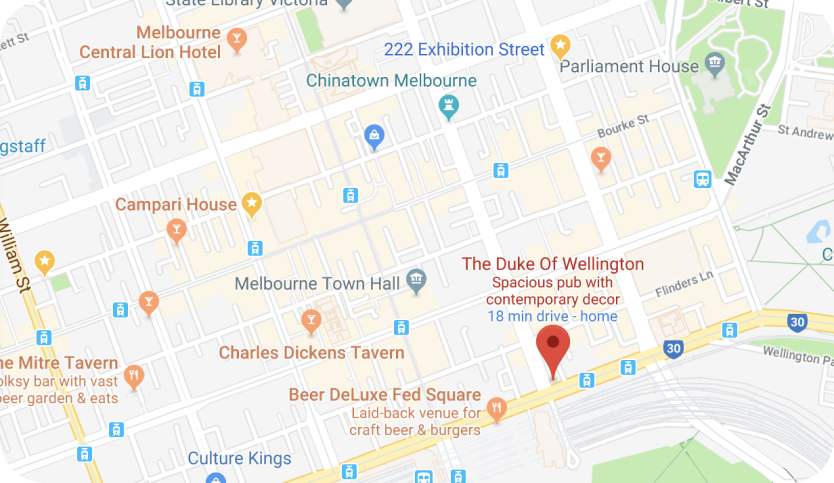 State Library Victoria
Albert St
Melbourne
Central Lion Hotel
222 Exhibition Street
Parliament House
Chinatown Melbourne
Bourke St
MacArthur St
St Andrew
gstaff
Campari House
William St
The Duke Of Wellington
Spacious pub with
contemporary decor
18 min drive - home
Melbourne Town Hall
Flinders Ln
Charles Dickens Tavern
30
30
Wellington Pa
he Mitre Tavern
olksy bar with vast
beer garden & eats
Beer DeLuxe Fed Square
Laid-back venue for
craft beer & burgers
Culture Kings